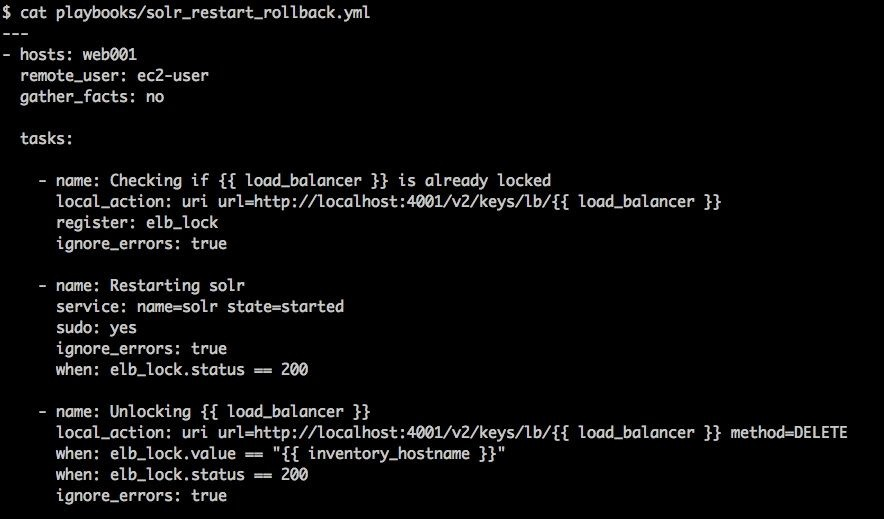 $ cat playbooks/solr_restart_rollback.yml
---
- hosts: web001
  remote_user: ec2-user
  gather_facts: no

  tasks:

    - name: Checking if {{ load_balancer }} is already locked
      local_action: uri url=http://localhost:4001/v2/keys/lb/{{ load_balancer }}
      register: elb_lock
      ignore_errors: true

    - name: Restarting solr
      service: name=solr state=started
      sudo: yes
      ignore_errors: true
      when: elb_lock.status == 200

    - name: Unlocking {{ load_balancer }}
      local_action: uri url=http://localhost:4001/v2/keys/lb/{{ load_balancer }} method=DELETE
      when: elb_lock.value == "{{ inventory_hostname }}"
      when: elb_lock.status == 200
      ignore_errors: true